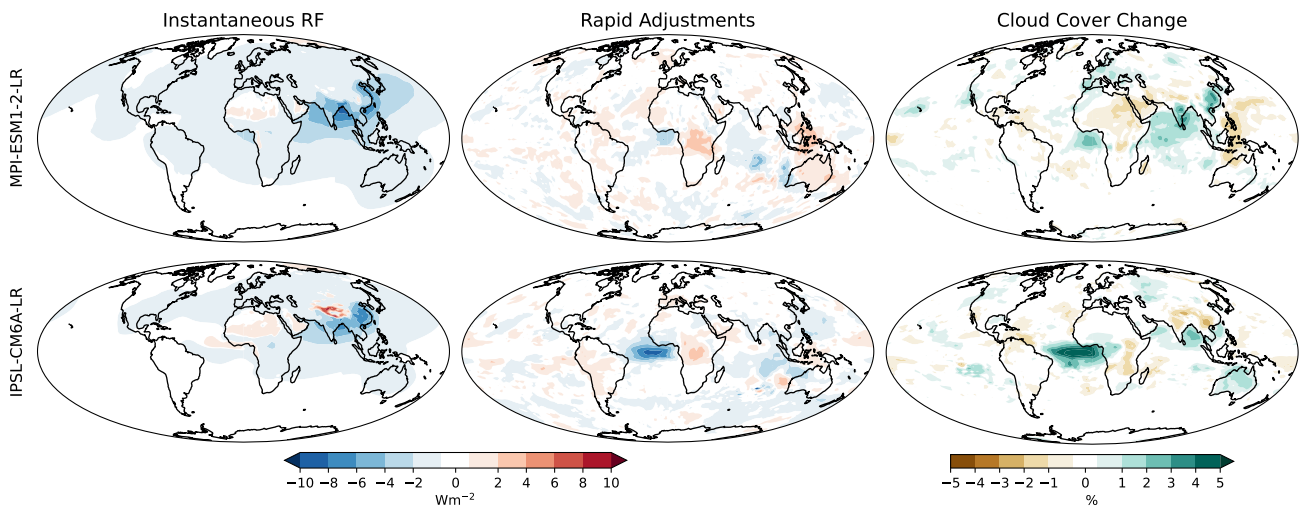 Instantaneous RF Rapid Adjustments Cloud Cover Change
MPI-ESM1-2-LR
IPSL-CM6A-LR
−10 −8 −6 −4 −2 0 2 4 6 8 10
Wm⁻²
−5 −4 −3 −2 −1 0 1 2 3 4 5
%